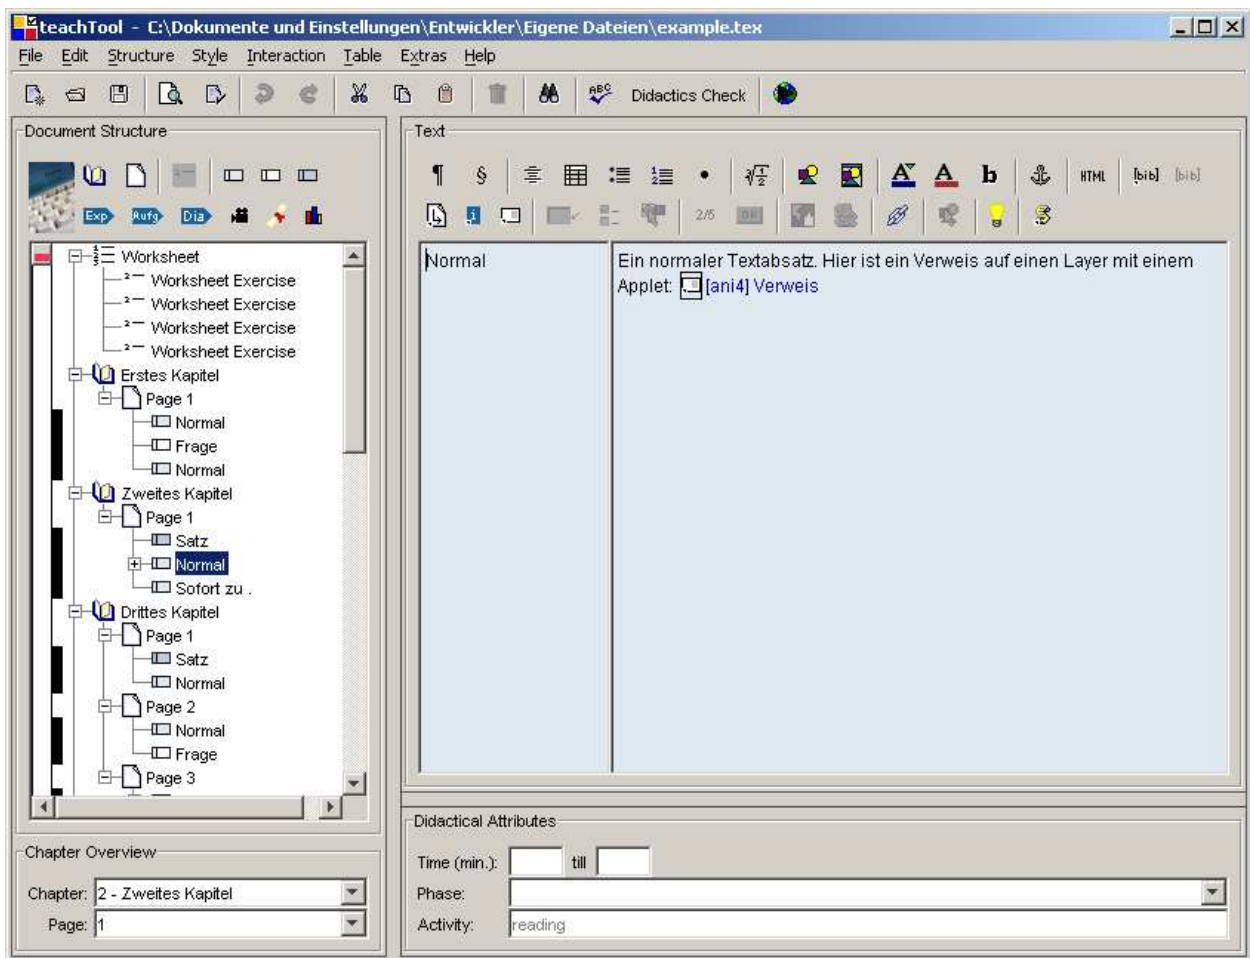 teachTool - C:\Dokumente und Einstellungen\Entwickler\Eigene Dateien\example.tex
File Edit Structure Style Interaction Table Extras Help
ABC Didactics Check
Document Structure
Exp Aufg Dia
Worksheet
Worksheet Exercise
Worksheet Exercise
Worksheet Exercise
Worksheet Exercise
Erstes Kapitel
Page 1
Normal
Frage
Normal
Zweites Kapitel
Page 1
Satz
Normal
Sofort zu .
Drittes Kapitel
Page 1
Satz
Normal
Page 2
Normal
Frage
Page 3
Chapter Overview
Chapter: 2 - Zweites Kapitel
Page: 1
Text
¶ § A A b HTML [bib] [bib]
2/5 OK
Normal
Ein normaler Textabsatz. Hier ist ein Verweis auf einen Layer mit einem
Applet: [ani4] Verweis
Didactical Attributes
Time (min.): till
Phase:
Activity: reading